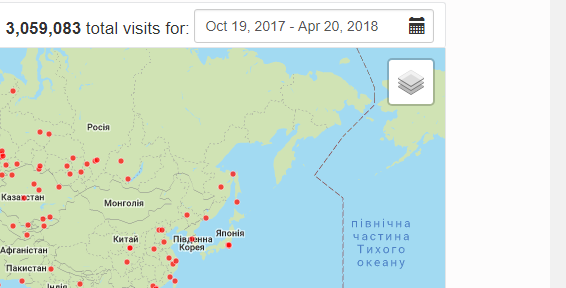 3,059,083 total visits for: Oct 19, 2017 - Apr 20, 2018
Росія
Казахстан
Монголія
північна
частина
Тихого
океану
Китай
Південна
Корея
Японія
Афганістан
Пакистан
Індія